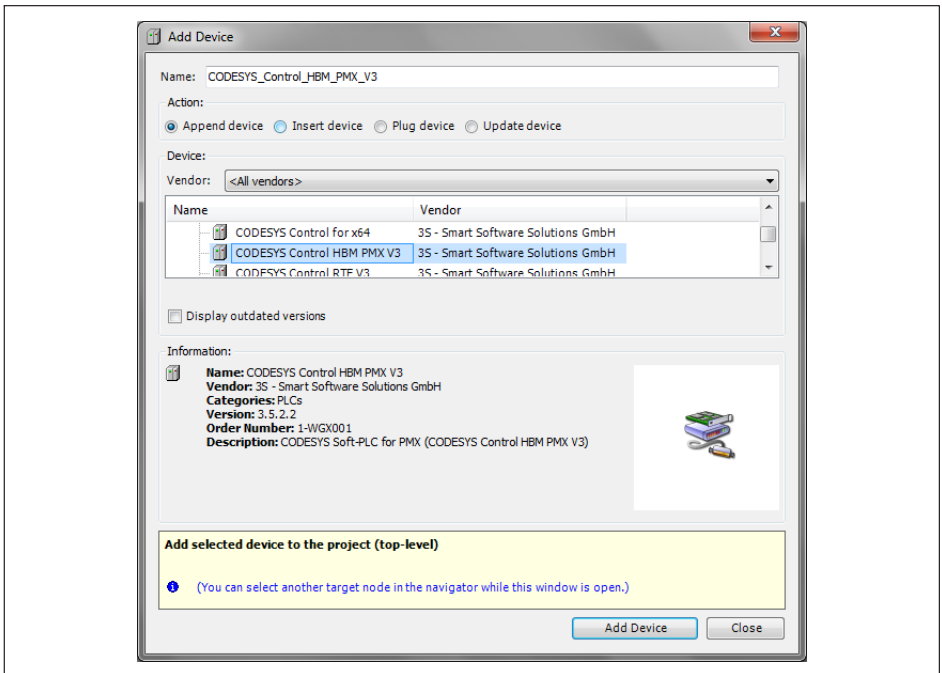 Add Device
Name: CODESYS_Control_HBM_PMX_V3
Action:
Append device Insert device Plug device Update device
Device:
Vendor: <All vendors>
Name Vendor
CODESYS Control for x64 3S - Smart Software Solutions GmbH
CODESYS Control HBM PMX V3 3S - Smart Software Solutions GmbH
CODESYS Control RTE V3 3S - Smart Software Solutions GmbH
Display outdated versions
Information:
Name: CODESYS Control HBM PMX V3
Vendor: 3S - Smart Software Solutions GmbH
Categories: PLCs
Version: 3.5.2.2
Order Number: 1-WGX001
Description: CODESYS Soft-PLC for PMX (CODESYS Control HBM PMX V3)
Add selected device to the project (top-level)
(You can select another target node in the navigator while this window is open.)
Add Device Close